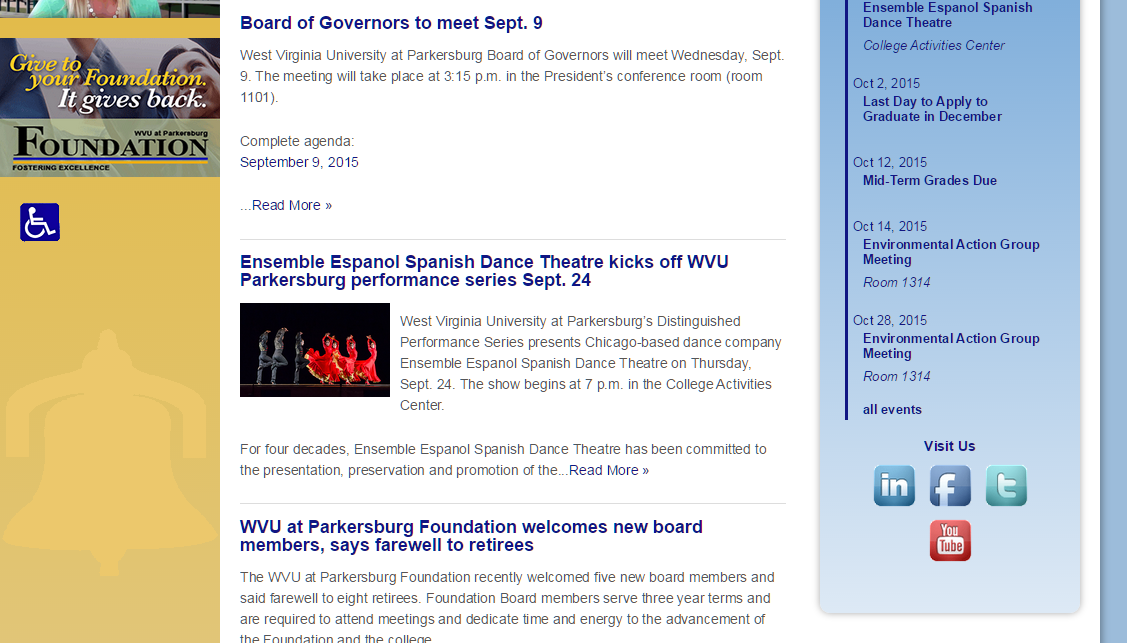 Give to
your Foundation.
It gives back.
WVU at Parkersburg
FOUNDATION
FOSTERING EXCELLENCE
Board of Governors to meet Sept. 9
West Virginia University at Parkersburg Board of Governors will meet Wednesday, Sept.
9. The meeting will take place at 3:15 p.m. in the President’s conference room (room
1101).
Complete agenda:
September 9, 2015
...Read More »
Ensemble Espanol Spanish Dance Theatre kicks off WVU
Parkersburg performance series Sept. 24
West Virginia University at Parkersburg’s Distinguished
Performance Series presents Chicago-based dance company
Ensemble Espanol Spanish Dance Theatre on Thursday,
Sept. 24. The show begins at 7 p.m. in the College Activities
Center.
For four decades, Ensemble Espanol Spanish Dance Theatre has been committed to
the presentation, preservation and promotion of the...Read More »
WVU at Parkersburg Foundation welcomes new board
members, says farewell to retirees
The WVU at Parkersburg Foundation recently welcomed five new board members and
said farewell to eight retirees. Foundation Board members serve three year terms and
are required to attend meetings and dedicate time and energy to the advancement of
the Foundation and the college.
Ensemble Espanol Spanish
Dance Theatre
College Activities Center
Oct 2, 2015
Last Day to Apply to
Graduate in December
Oct 12, 2015
Mid-Term Grades Due
Oct 14, 2015
Environmental Action Group
Meeting
Room 1314
Oct 28, 2015
Environmental Action Group
Meeting
Room 1314
all events
Visit Us
in
f
t
You
Tube